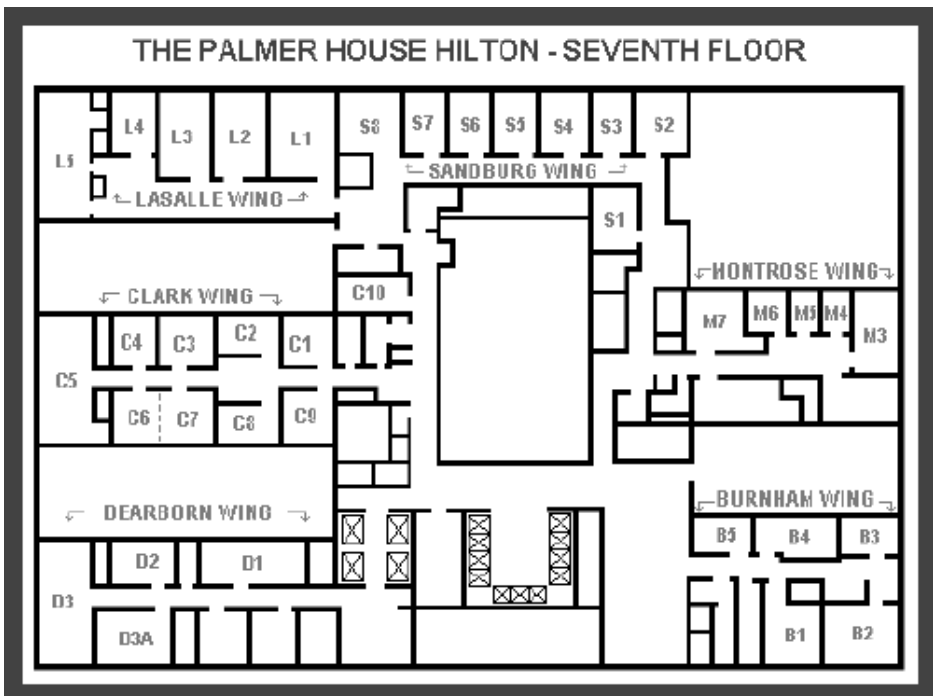 THE PALMER HOUSE HILTON - SEVENTH FLOOR
L5
L4
L3
L2
L1
S8
S7
S6
S5
S4
S3
S2
LASALLE WING
SANDBURG WING
S1
HONTROSE WING
CLARK WING
C10
M7
M6
M5
M4
M3
C5
C4
C3
C2
C1
C6
C7
C8
C9
DEARBORN WING
BURNHAM WING
B5
B4
B3
D3
D2
D1
D3A
B1
B2